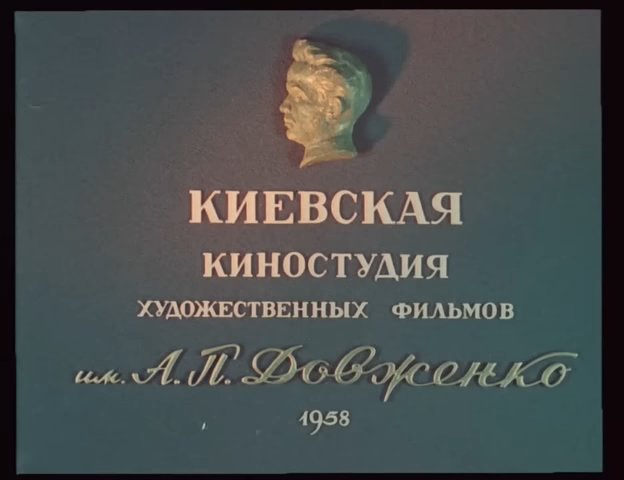 КИЕВСКАЯ
КИНОСТУДИЯ
ХУДОЖЕСТВЕННЫХ ФИЛЬМОВ
им. А. П. Довженко
1958